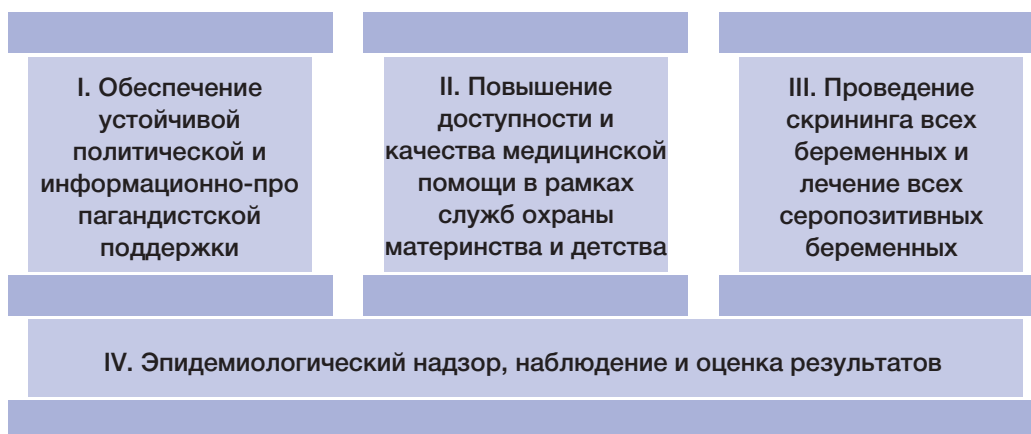 I. Обеспечение
устойчивой
политической и
информационно-про
пагандистской
поддержки
II. Повышение
доступности и
качества медицинской
помощи в рамках
служб охраны
материнства и детства
III. Проведение
скрининга всех
беременных и
лечение всех
серопозитивных
беременных
IV. Эпидемиологический надзор, наблюдение и оценка результатов